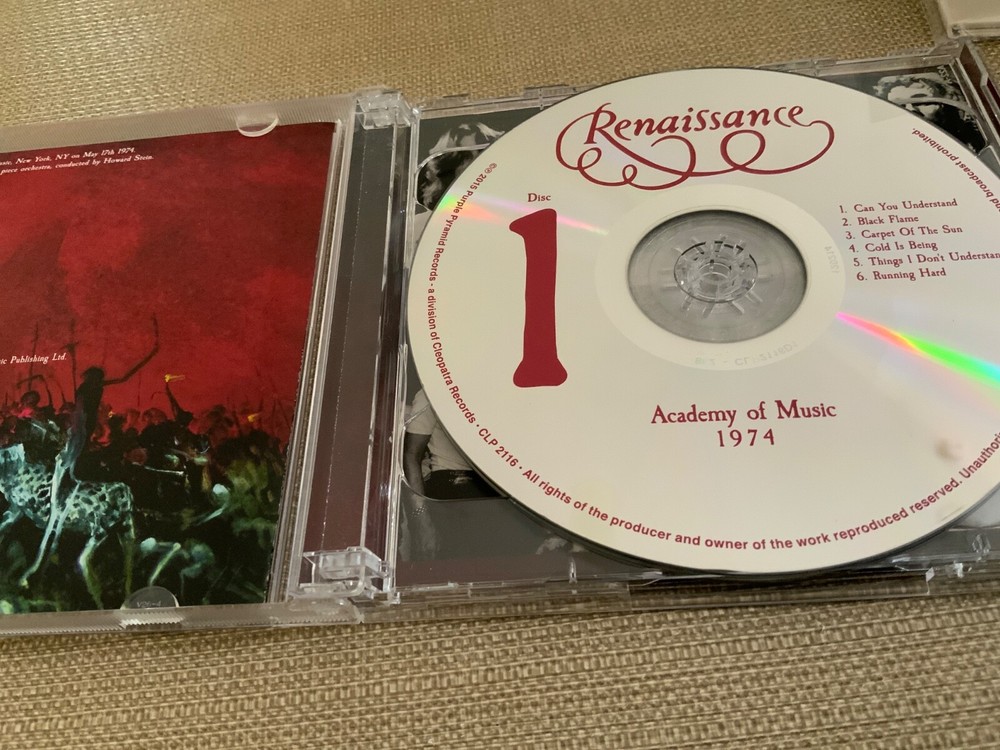 New York, NY on May 17th 1974.
piece orchestra, conducted by Howard Stein.
Publishing Ltd.
Renaissance
Disc
1
1. Can You Understand
2. Black Flame
3. Carpet Of The Sun
4. Cold Is Being
5. Things I Don't Understan
6. Running Hard
Academy of Music
1974
℗© 2015 Purple Pyramid Records - a division of Cleopatra Records • CLP 2116 • All rights of the producer and owner of the work reproduced reserved. Unauthori
broadcast prohibited